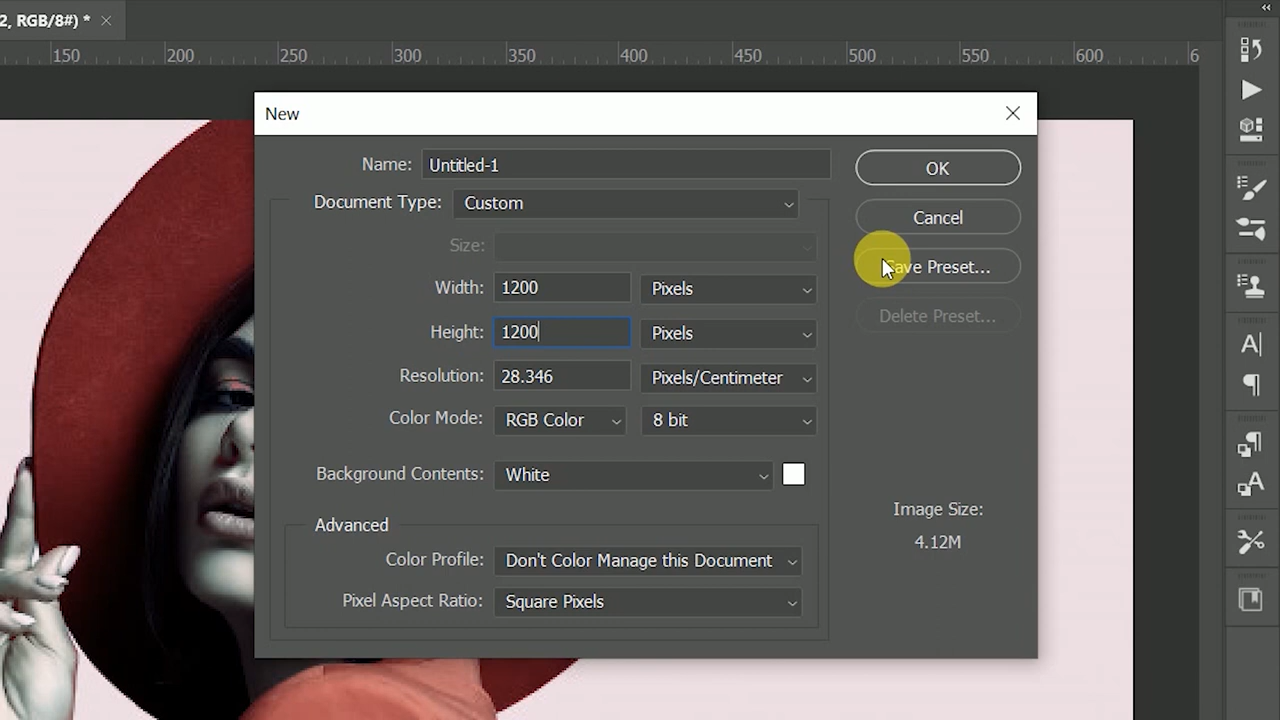 2, RGB/8#) * ×
150 200 250 300 350 400 450 500 550 600 6
New
Name: Untitled-1
OK
Document Type: Custom
Cancel
Size:
Save Preset...
Width: 1200 Pixels
Delete Preset...
Height: 1200 Pixels
Resolution: 28.346 Pixels/Centimeter
Color Mode: RGB Color 8 bit
Background Contents: White
Image Size:
4.12M
Advanced
Color Profile: Don't Color Manage this Document
Pixel Aspect Ratio: Square Pixels